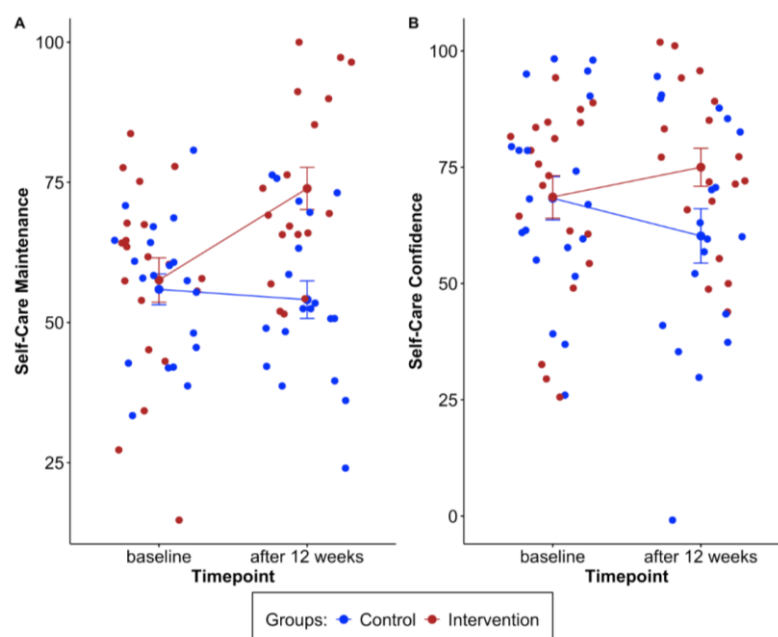 A
B
100
75
50
25
Self-Care Maintenance
baseline
after 12 weeks
Timepoint
100
75
50
25
0
Self-Care Confidence
baseline
after 12 weeks
Timepoint
Groups: Control Intervention